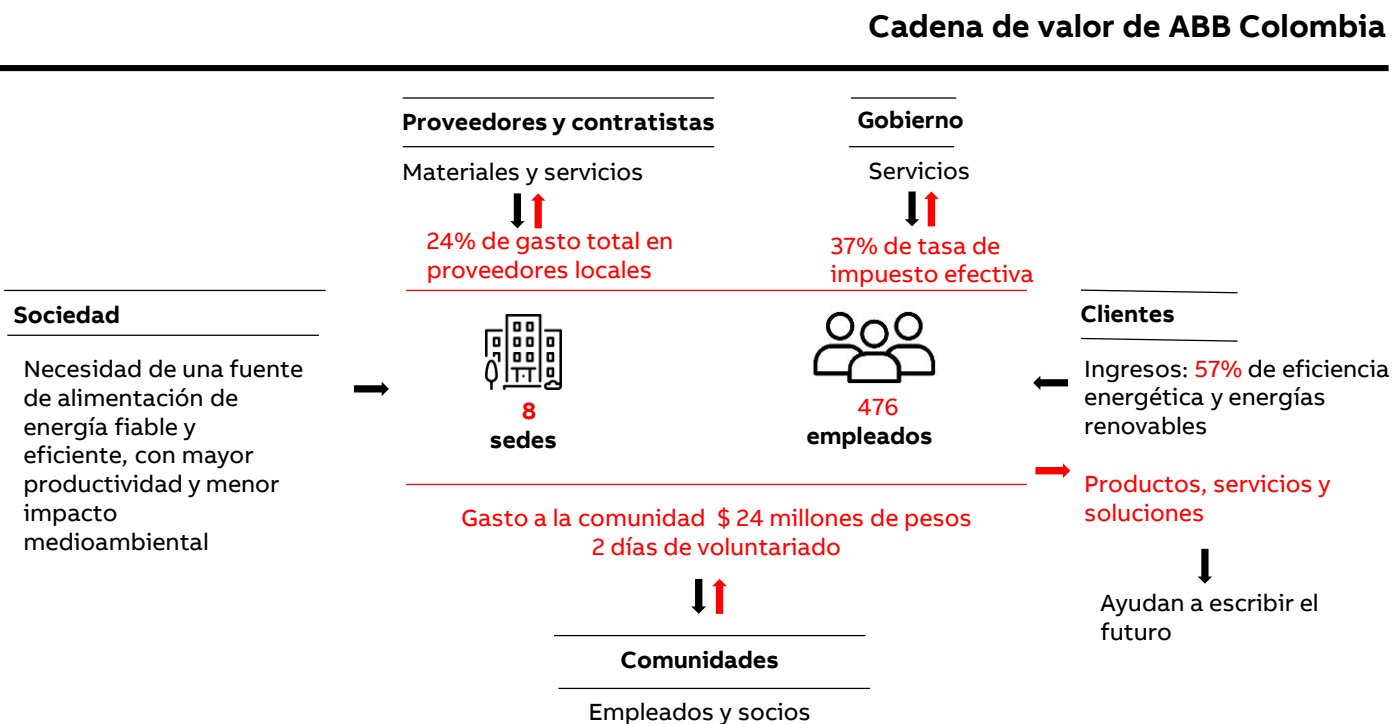 Cadena de valor de ABB Colombia
Proveedores y contratistas
Materiales y servicios
24% de gasto total en
proveedores locales
Gobierno
Servicios
37% de tasa de
impuesto efectiva
Sociedad
Necesidad de una fuente
de alimentación de
energía fiable y
eficiente, con mayor
productividad y menor
impacto
medioambiental
8
sedes
476
empleados
Clientes
Ingresos: 57% de eficiencia
energética y energías
renovables
Productos, servicios y
soluciones
Ayudan a escribir el
futuro
Gasto a la comunidad $ 24 millones de pesos
2 días de voluntariado
Comunidades
Empleados y socios